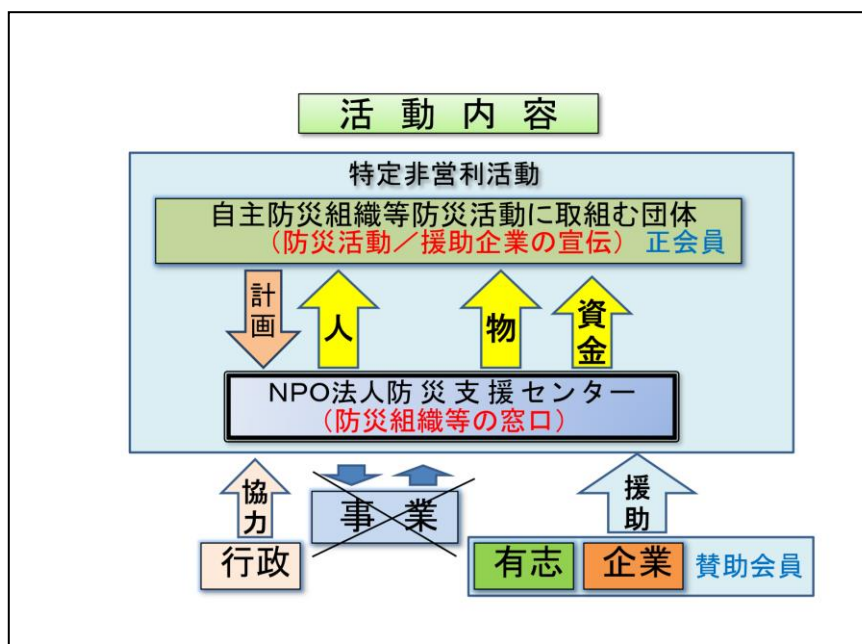 活動内容
特定非営利活動
自主防災組織等防災活動に取組む団体
（防災活動／援助企業の宣伝） 正会員
計画
人
物
資金
NPO法人防災支援センター
（防災組織等の窓口）
協力
事業
援助
行政
有志
企業
賛助会員